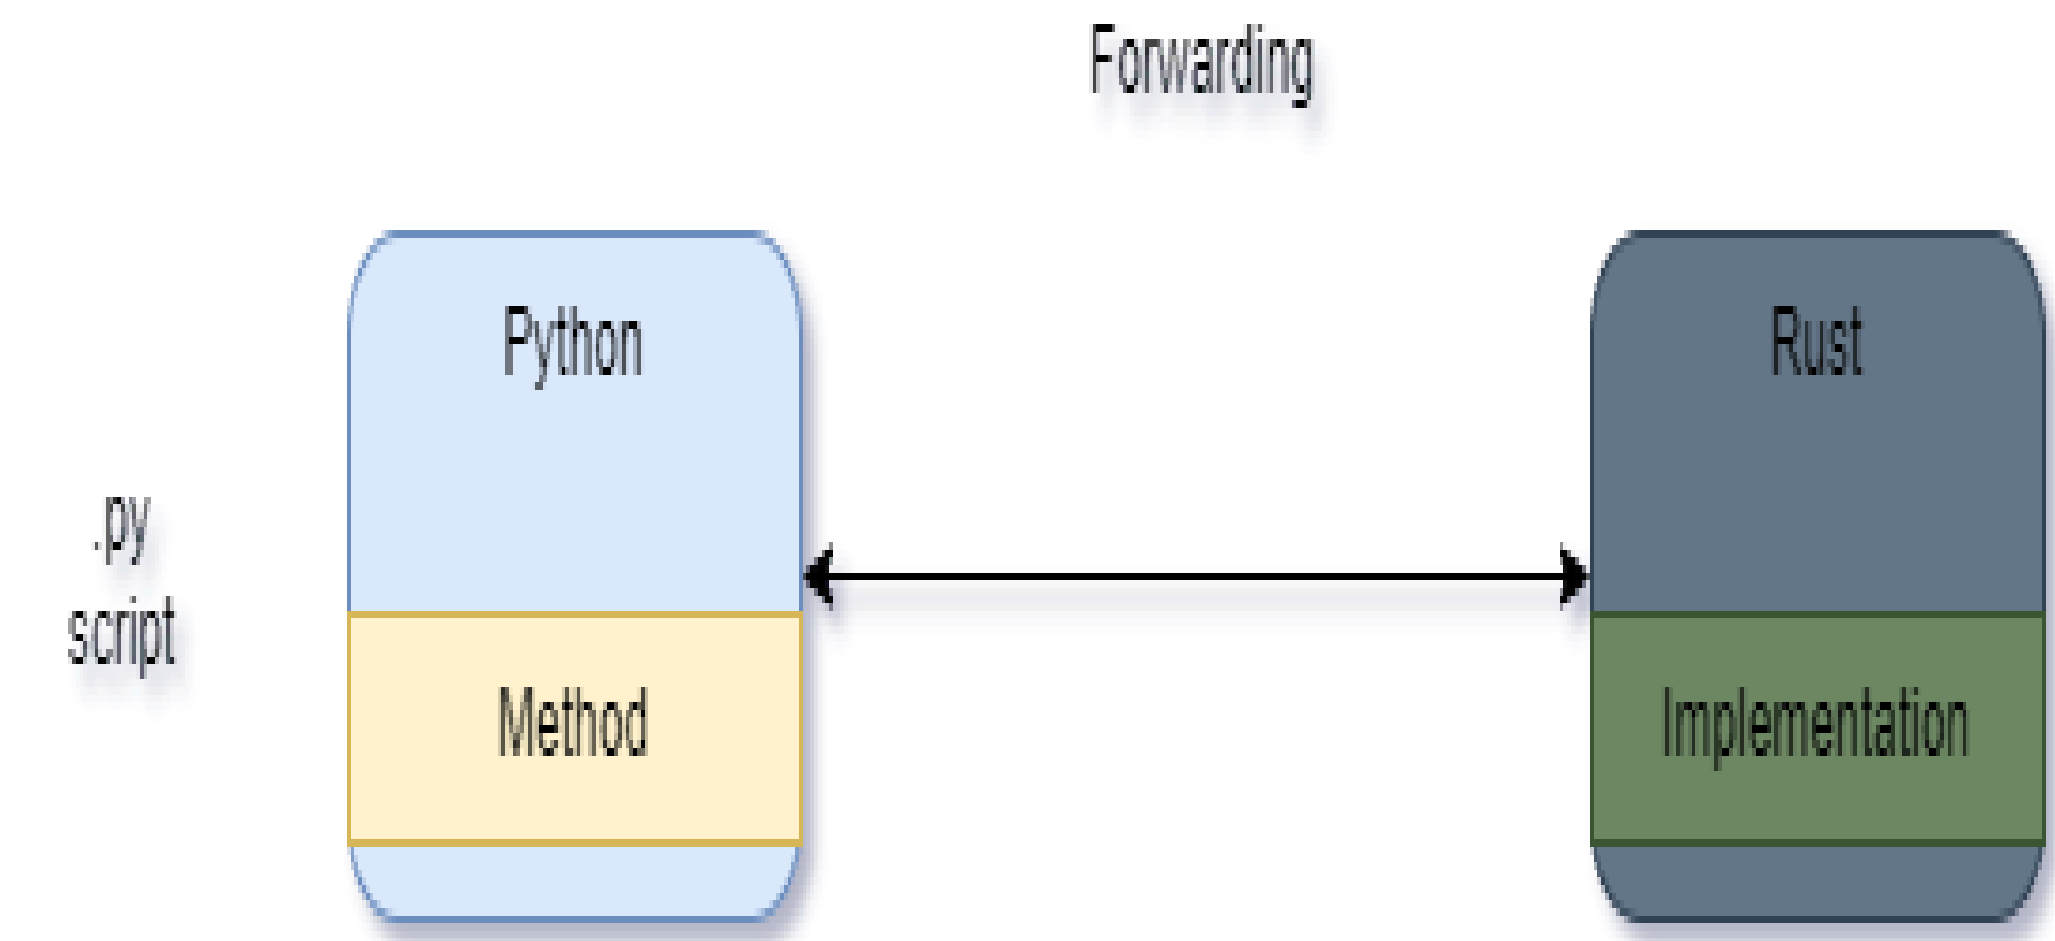 Forwarding
Python
Rust
.py
script
Method
Implementation